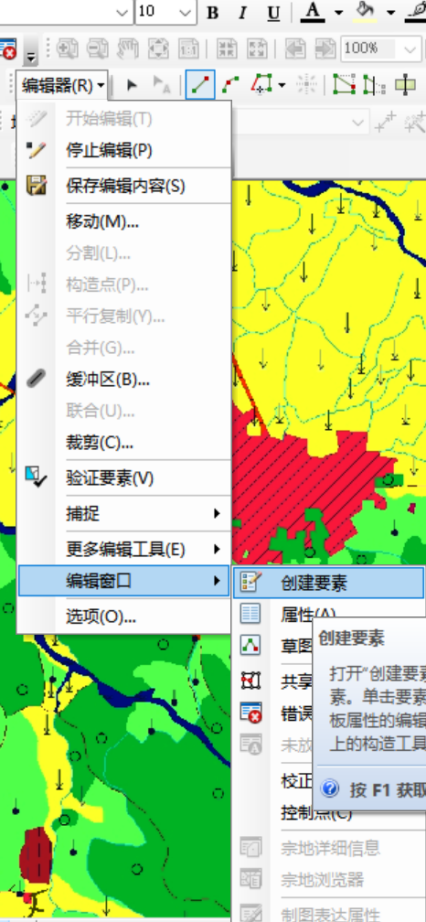 10
B I U A
1:1
100%
编辑器(R)
开始编辑(T)
停止编辑(P)
保存编辑内容(S)
移动(M)...
分割(L)...
构造点(P)...
平行复制(Y)...
合并(G)...
缓冲区(B)...
联合(U)...
裁剪(C)...
验证要素(V)
捕捉
更多编辑工具(E)
编辑窗口
选项(O)...
创建要素
属性(A)
草图
共享
错误
未放
校正
控制点(C)
宗地详细信息
宗地浏览器
制图表达属性
创建要素
打开“创建要素
素。单击要素
板属性的编辑
上的构造工具
按 F1 获取